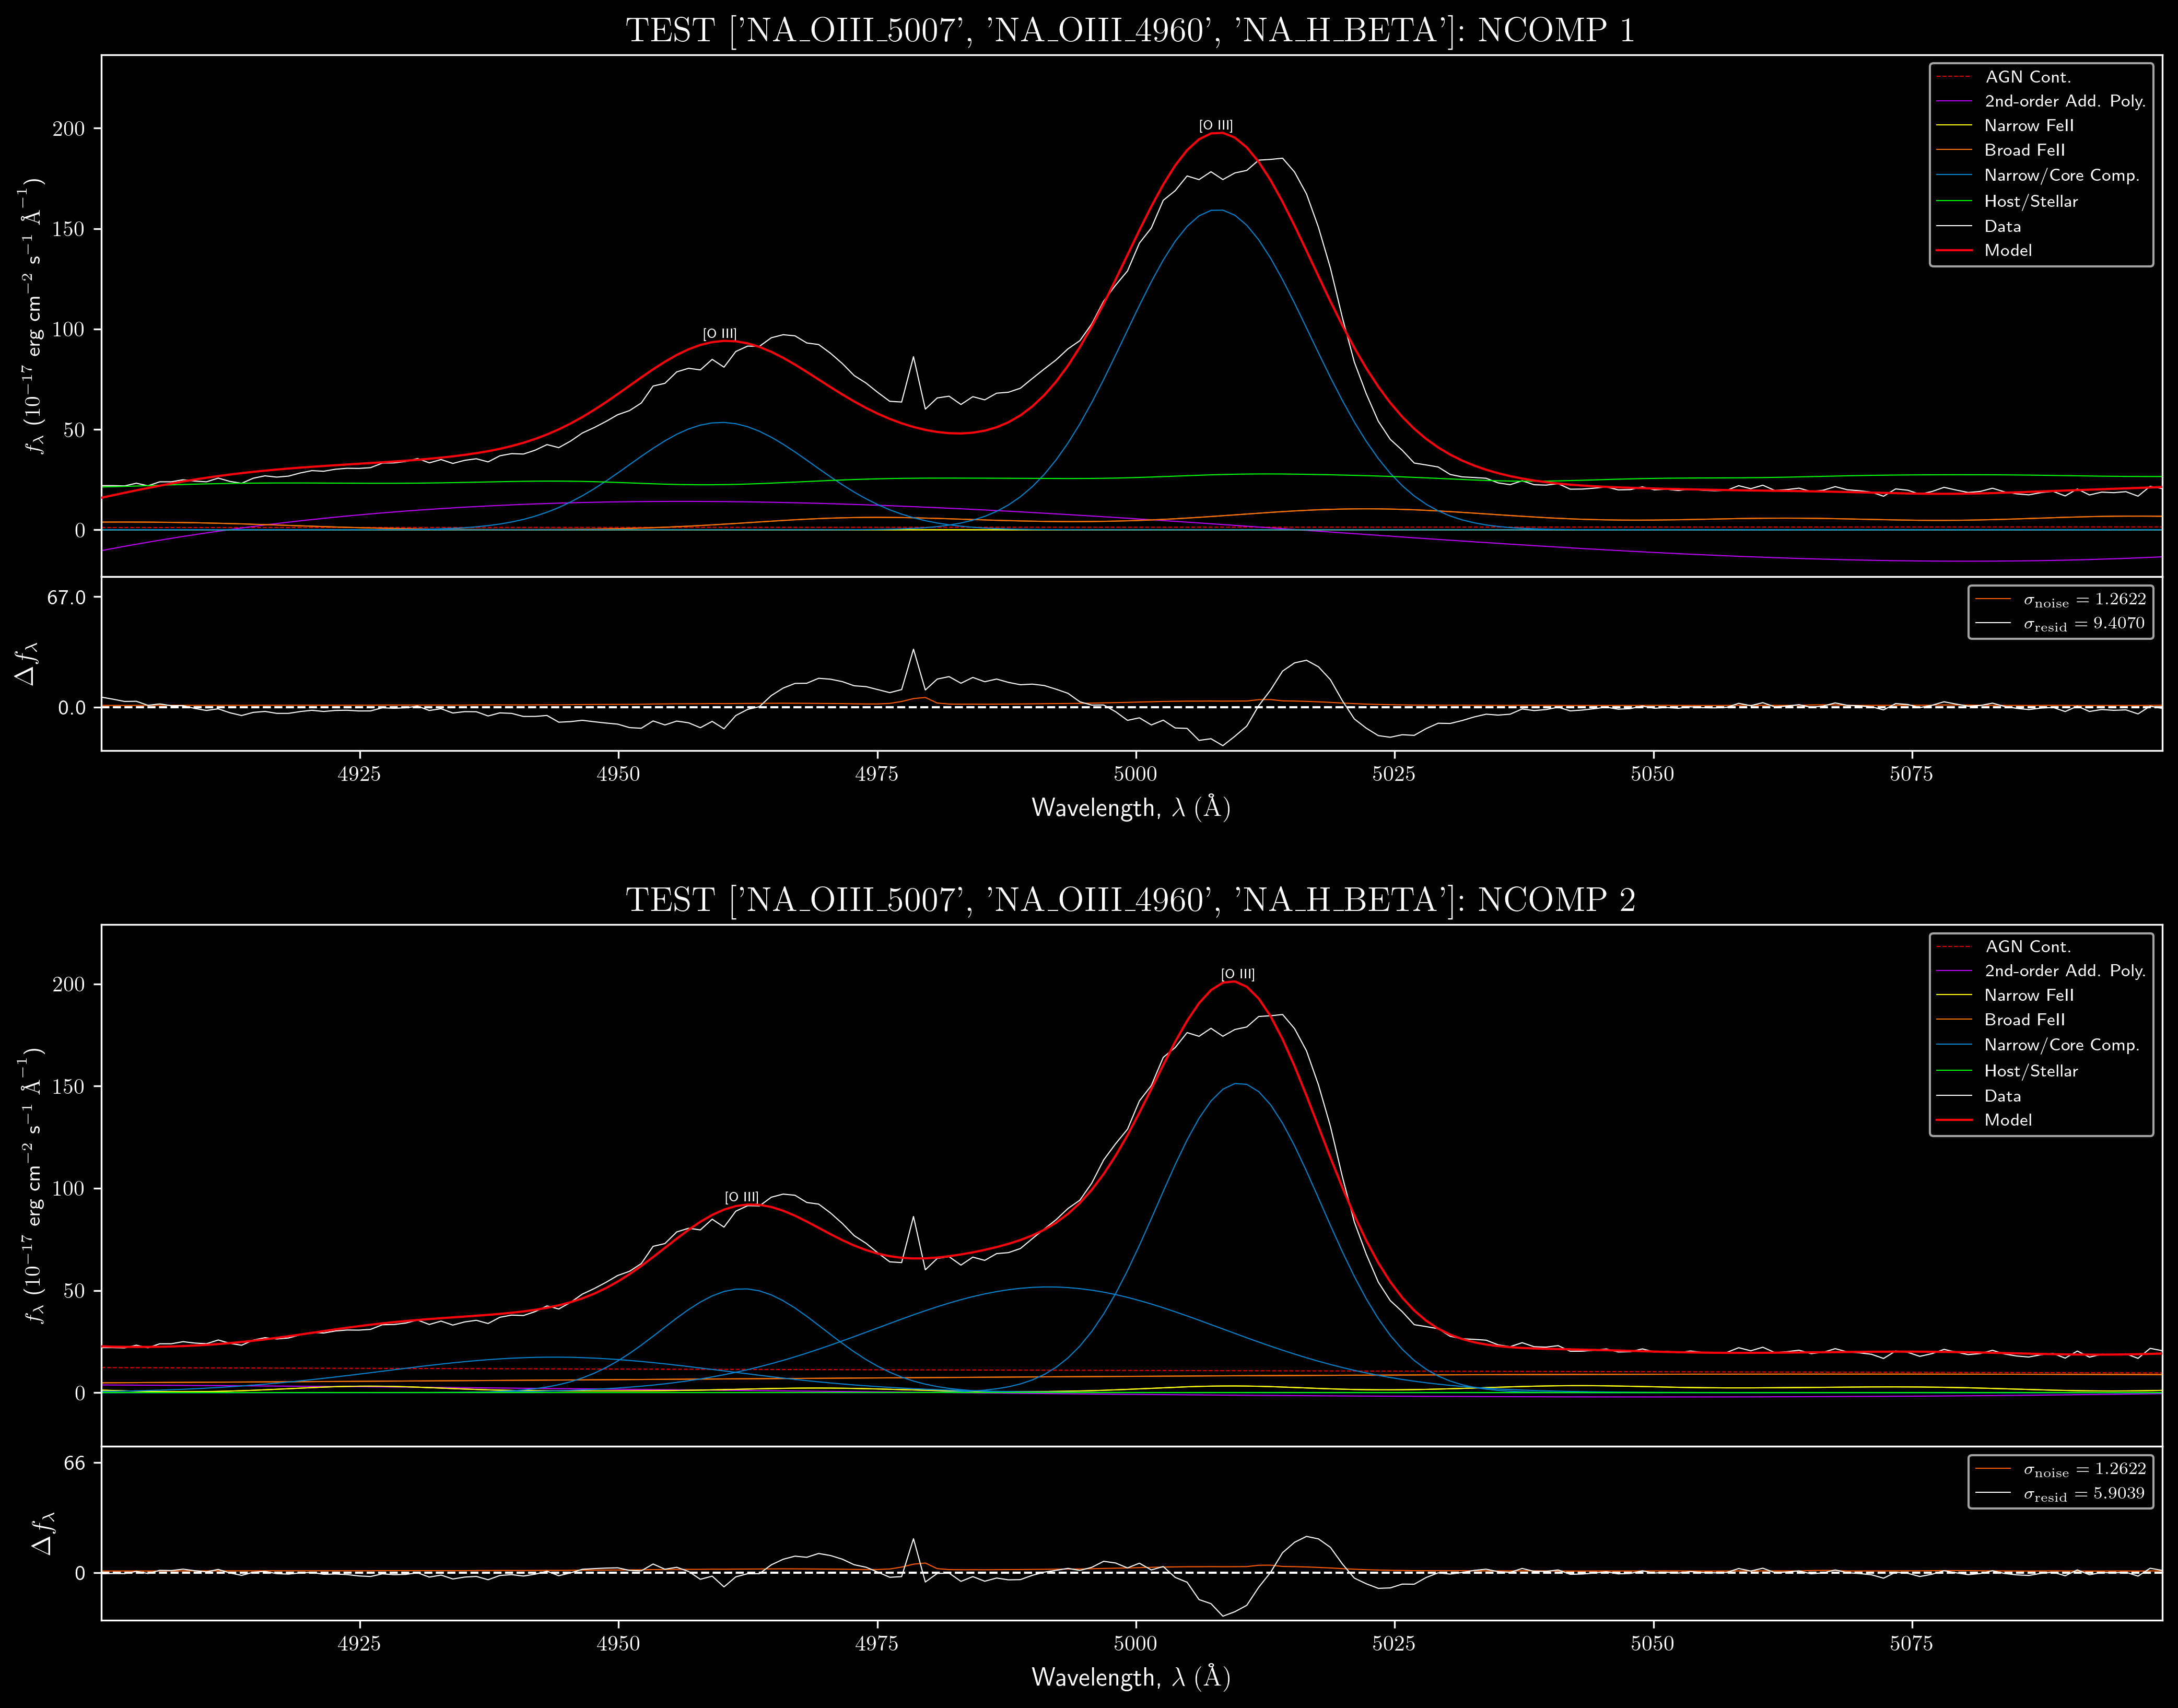 TEST ['NA_OIII_5007', 'NA_OIII_4960', 'NA_H_BETA']: NCOMP 1
[O III]
[O III]
AGN Cont.
2nd-order Add. Poly.
Narrow FeII
Broad FeII
Narrow/Core Comp.
Host/Stellar
Data
Model
200
150
100
50
0
f_λ (10⁻¹⁷ erg cm⁻² s⁻¹ Å⁻¹)
67.0
0.0
Δf_λ
σ_noise = 1.2622
σ_resid = 9.4070
4925 4950 4975 5000 5025 5050 5075
Wavelength, λ (Å)
TEST ['NA_OIII_5007', 'NA_OIII_4960', 'NA_H_BETA']: NCOMP 2
[O III]
[O III]
AGN Cont.
2nd-order Add. Poly.
Narrow FeII
Broad FeII
Narrow/Core Comp.
Host/Stellar
Data
Model
200
150
100
50
0
f_λ (10⁻¹⁷ erg cm⁻² s⁻¹ Å⁻¹)
66
0
Δf_λ
σ_noise = 1.2622
σ_resid = 5.9039
4925 4950 4975 5000 5025 5050 5075
Wavelength, λ (Å)